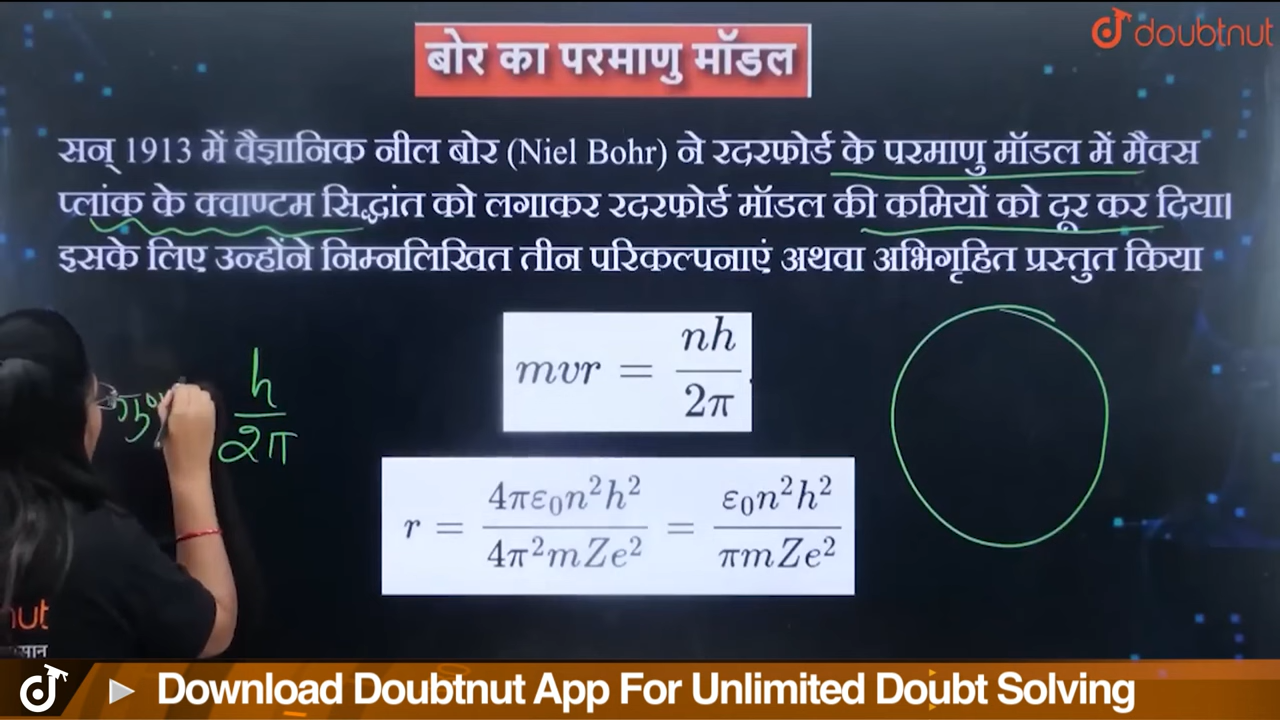 doubtnut
बोर का परमाणु मॉडल
सन् 1913 में वैज्ञानिक नील बोर (Niel Bohr) ने रदरफोर्ड के परमाणु मॉडल में मैक्स
प्लांक के क्वाण्टम सिद्धांत को लगाकर रदरफोर्ड मॉडल की कमियों को दूर कर दिया।
इसके लिए उन्होंने निम्नलिखित तीन परिकल्पनाएं अथवा अभिगृहित प्रस्तुत किया
mvr = nh/2π.
h/2π
r = 4πε₀n²h²/4π²mZe² = ε₀n²h²/πmZe²
nut
Download Doubtnut App For Unlimited Doubt Solving